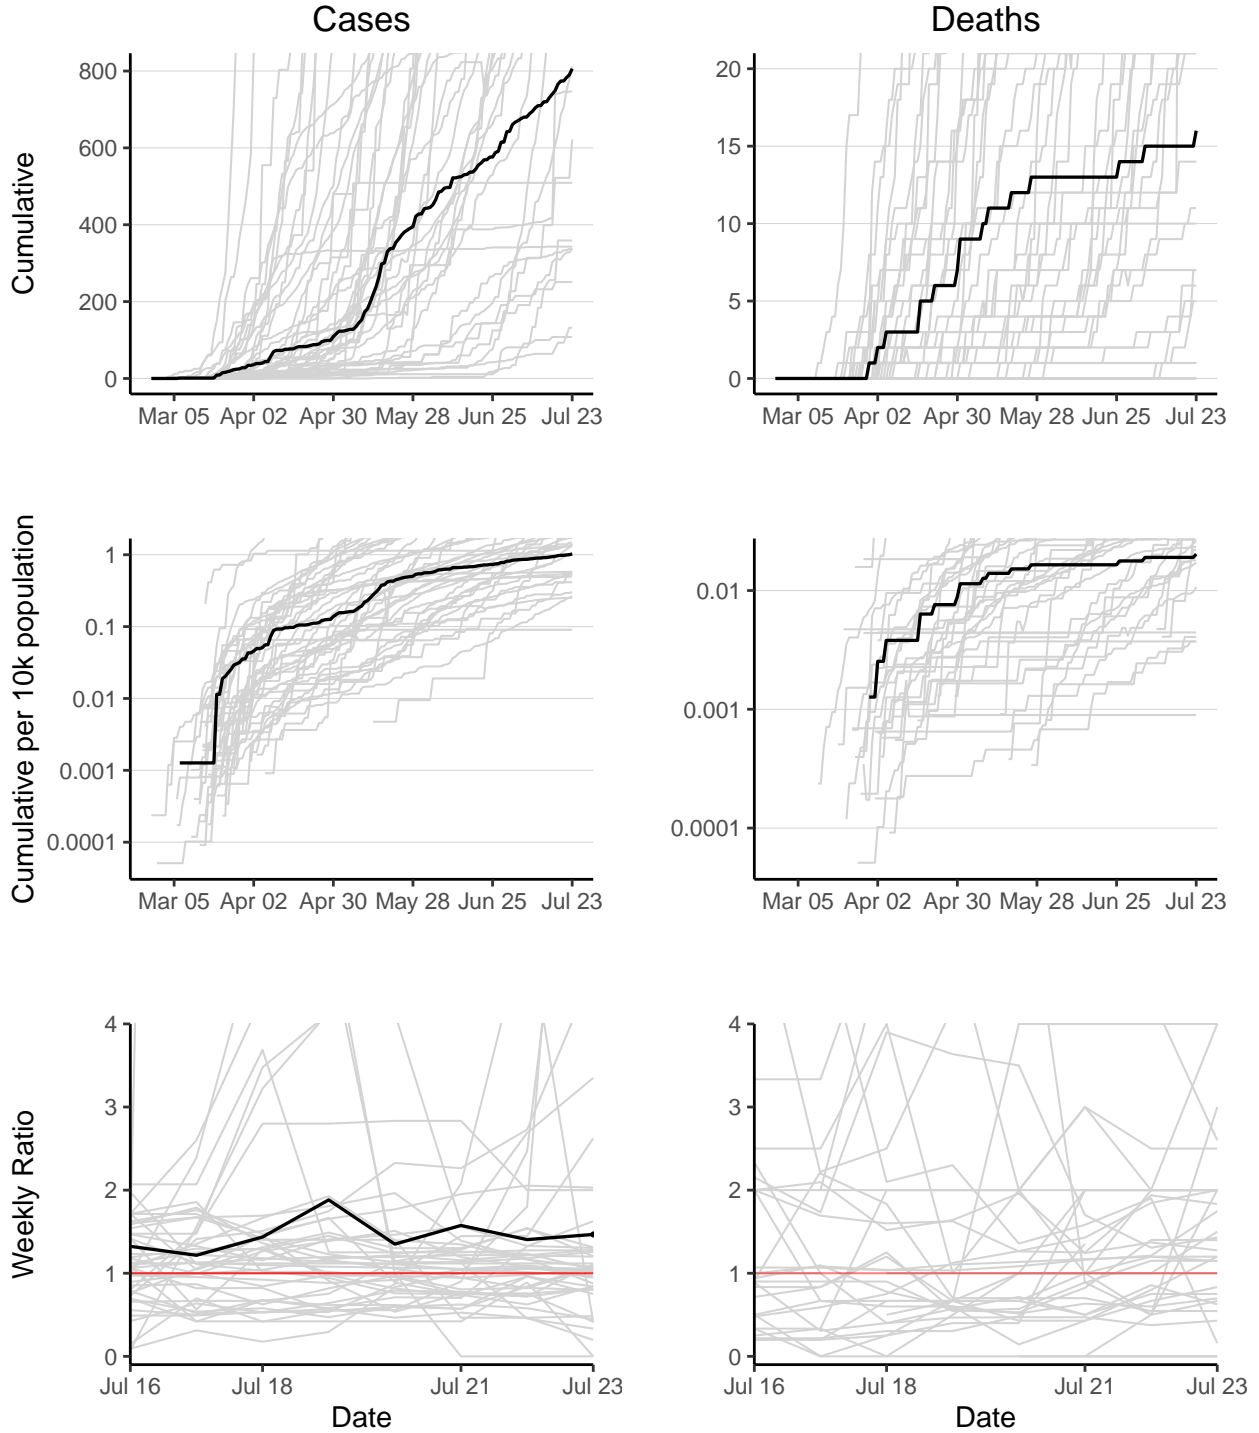 Cases
Deaths
Cumulative
800
600
400
200
0
Mar 05 Apr 02 Apr 30 May 28 Jun 25 Jul 23
20
15
10
5
0
Mar 05 Apr 02 Apr 30 May 28 Jun 25 Jul 23
Cumulative per 10k population
1
0.1
0.01
0.001
0.0001
Mar 05 Apr 02 Apr 30 May 28 Jun 25 Jul 23
0.01
0.001
0.0001
Mar 05 Apr 02 Apr 30 May 28 Jun 25 Jul 23
Weekly Ratio
4
3
2
1
0
Jul 16 Jul 18 Jul 21 Jul 23
Date
4
3
2
1
0
Jul 16 Jul 18 Jul 21 Jul 23
Date